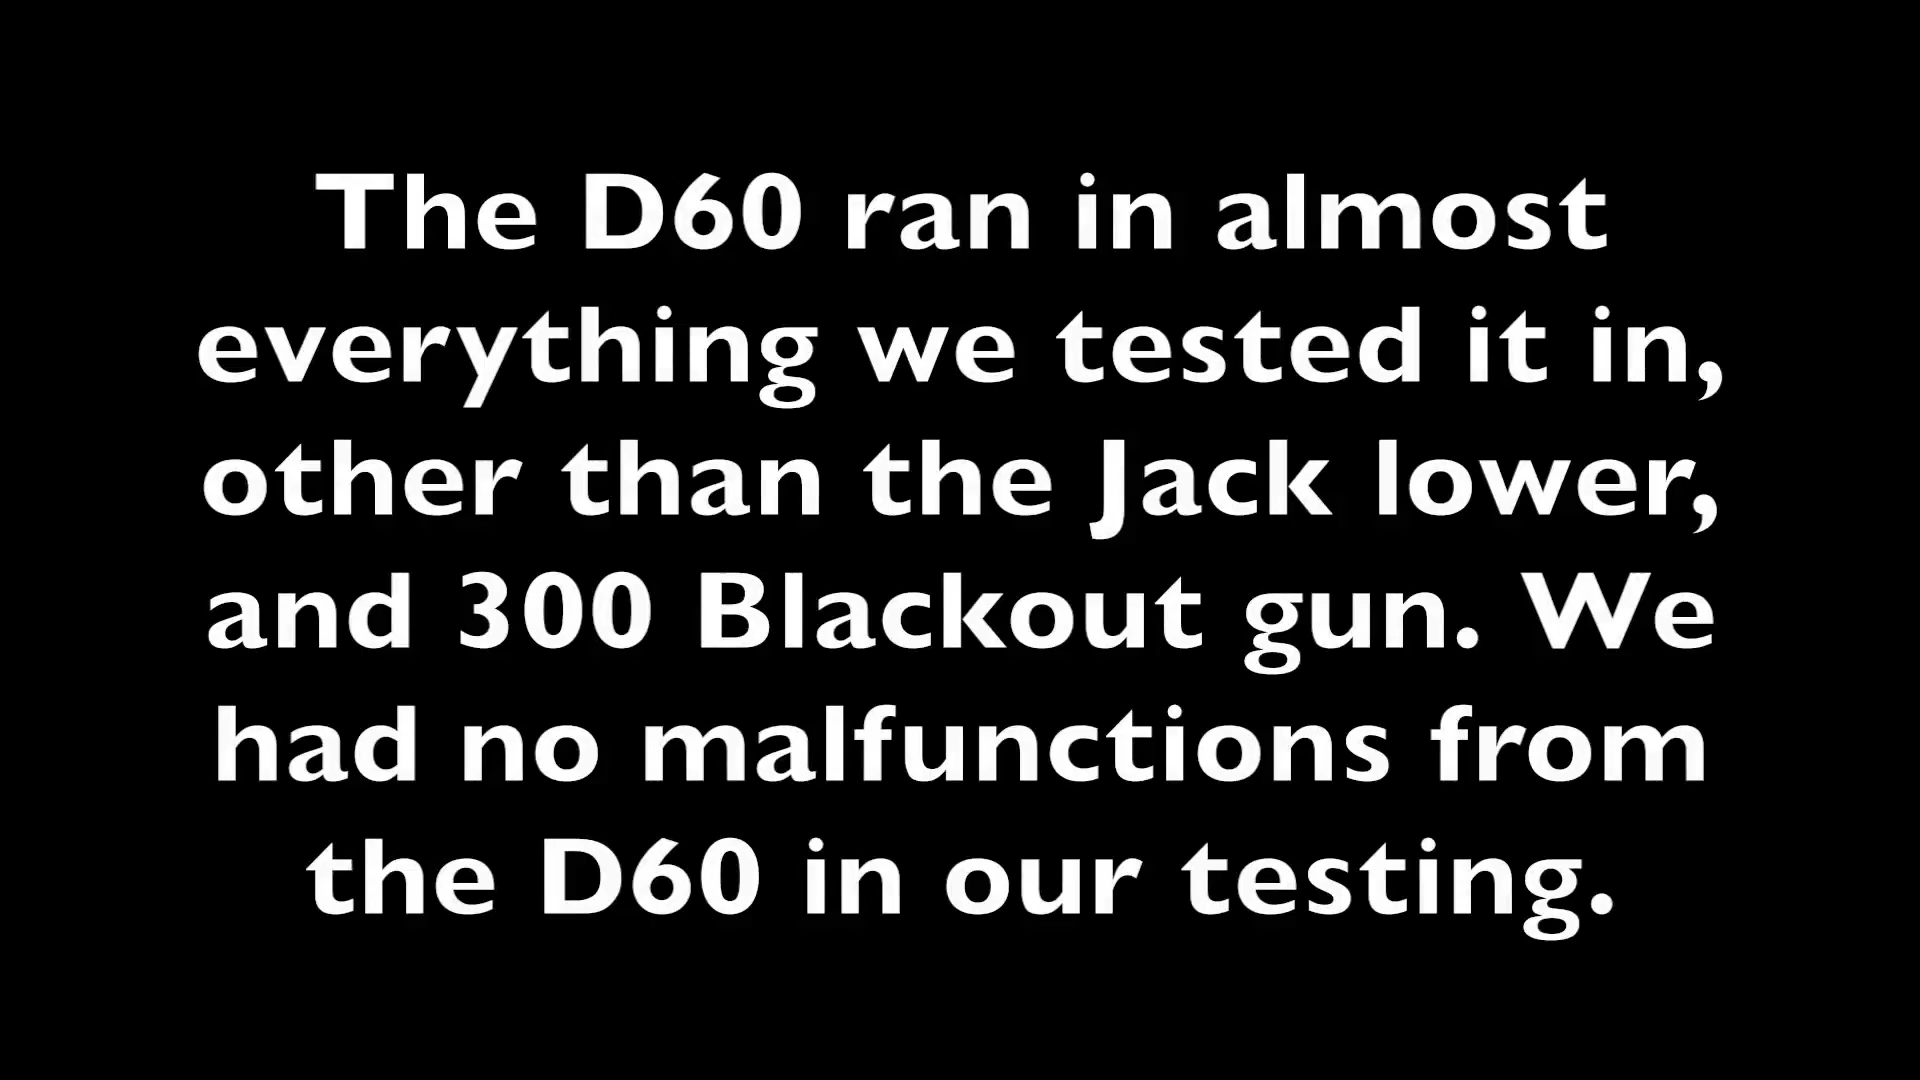 The D60 ran in almost
everything we tested it in,
other than the Jack lower,
and 300 Blackout gun. We
had no malfunctions from
the D60 in our testing.